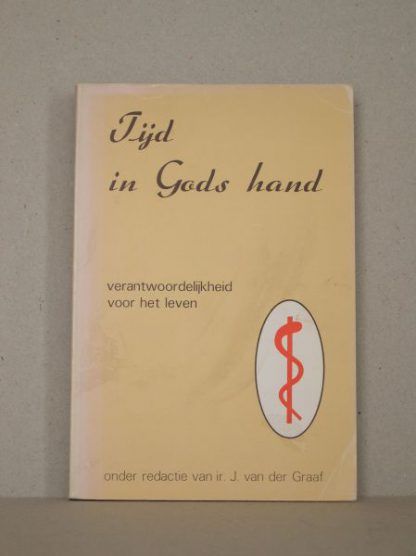 Tijd
in Gods hand
verantwoordelijkheid
voor het leven
onder redactie van ir. J. van der Graaf